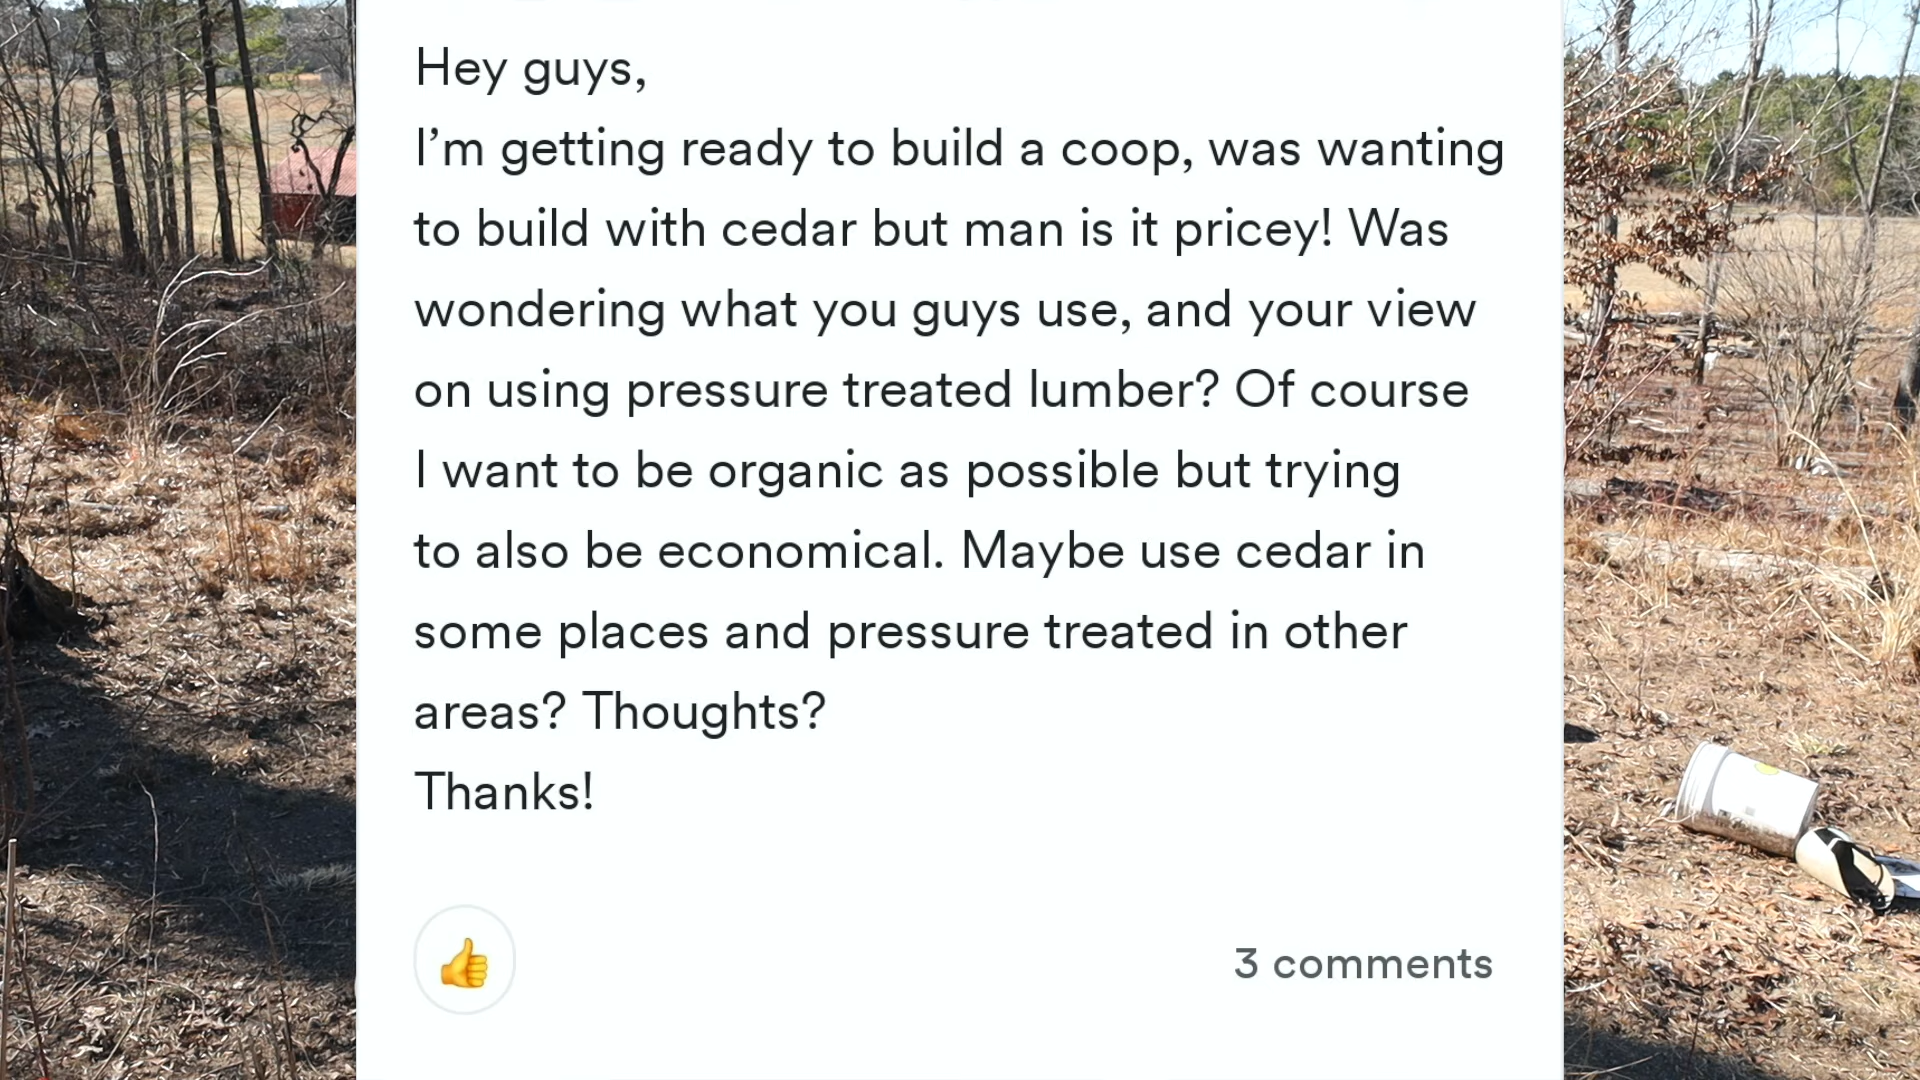 Hey guys,
I’m getting ready to build a coop, was wanting
to build with cedar but man is it pricey! Was
wondering what you guys use, and your view
on using pressure treated lumber? Of course
I want to be organic as possible but trying
to also be economical. Maybe use cedar in
some places and pressure treated in other
areas? Thoughts?
Thanks!
3 comments